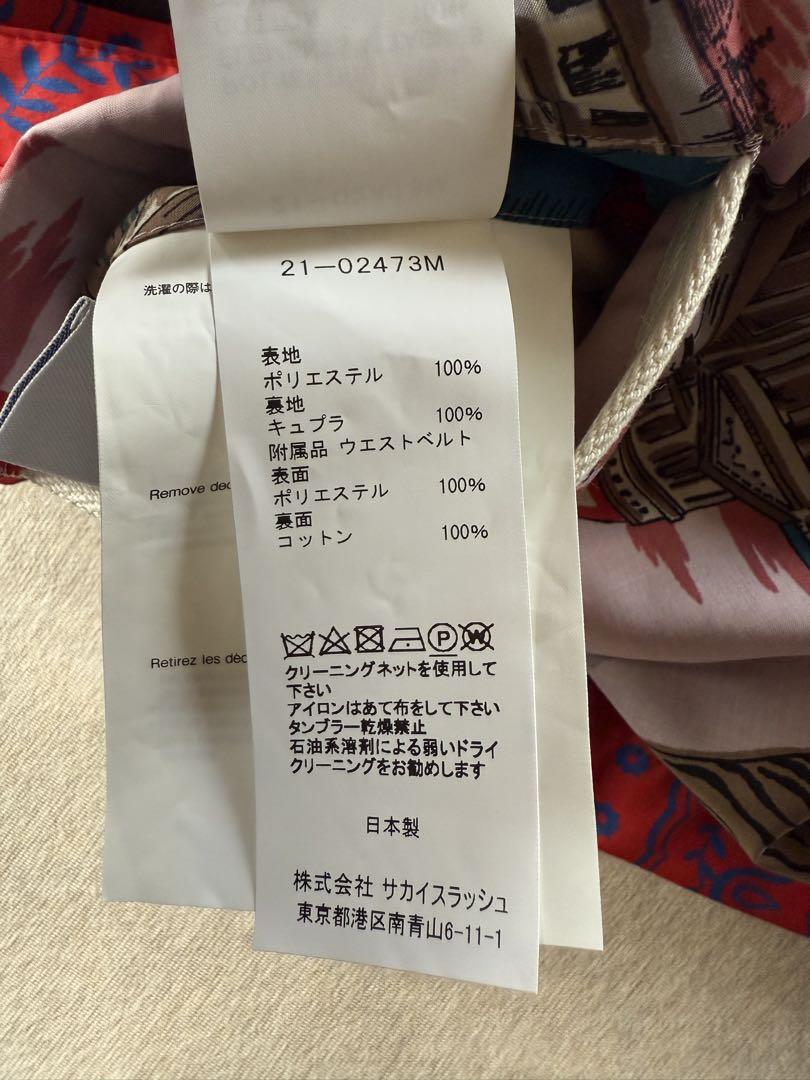 21-02473M
洗濯の際は
表地
ポリエステル 100%
裏地
キュプラ 100%
附属品 ウエストベルト
表面
ポリエステル 100%
裏面
コットン 100%
Remove dec
Retirez les déc
P W
クリーニングネットを使用して
下さい
アイロンはあて布をして下さい
タンブラー乾燥禁止
石油系溶剤による弱いドライ
クリーニングをお勧めします
日本製
株式会社 サカイスラッシュ
東京都港区南青山6-11-1